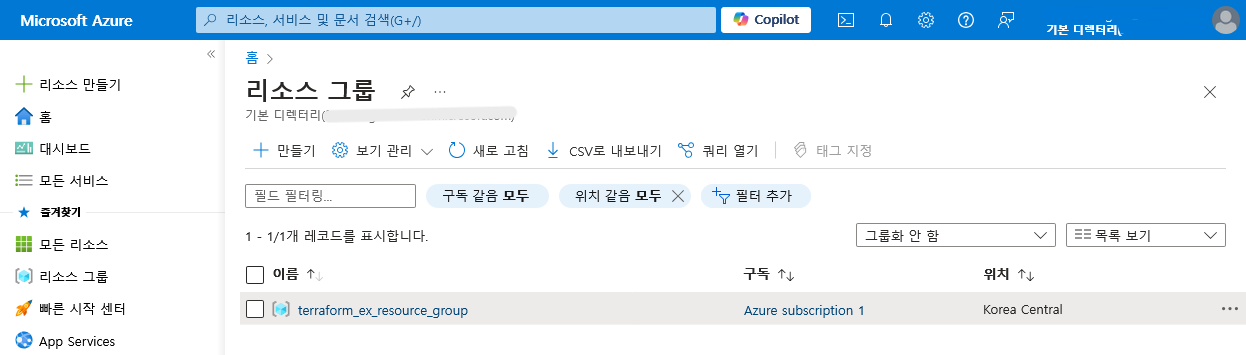 Microsoft Azure
리소스, 서비스 및 문서 검색(G+/)
Copilot
기본 디렉터리(
«
리소스 만들기
홈
대시보드
모든 서비스
즐겨찾기
모든 리소스
리소스 그룹
빠른 시작 센터
App Services
홈 >
리소스 그룹
기본 디렉터리(
만들기 보기 관리 새로 고침 CSV로 내보내기 쿼리 열기 태그 지정
필드 필터링... 구독 같음 모두 위치 같음 모두 필터 추가
1 - 1/1개 레코드를 표시합니다. 그룹화 안 함 목록 보기
이름 ↑↓ 구독 ↑↓ 위치 ↑↓
terraform_ex_resource_group Azure subscription 1 Korea Central